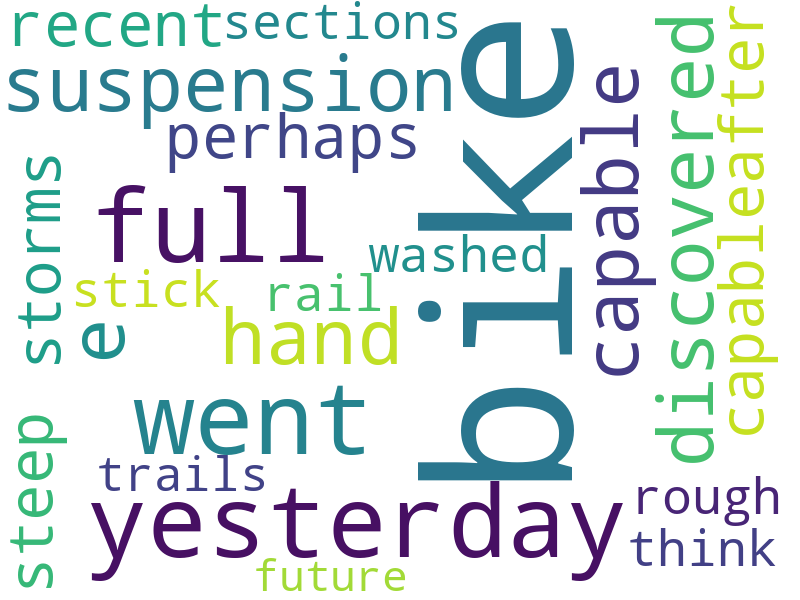 recent
sections
suspension
perhaps
bike
capable
discovered
capableafter
storms
full
washed
stick
rail
e
hand
went
steep
trails
yesterday
rough
think
future